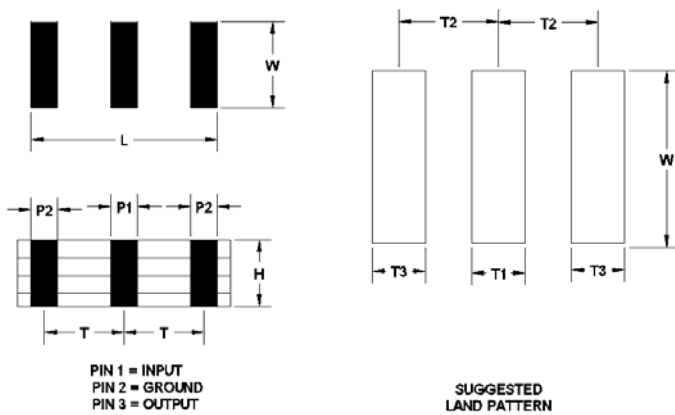 T2 T2
W
L
W
P2 P1 P2
H
T3 T1 T3
T T
PIN 1 = INPUT
PIN 2 = GROUND
PIN 3 = OUTPUT
SUGGESTED
LAND PATTERN